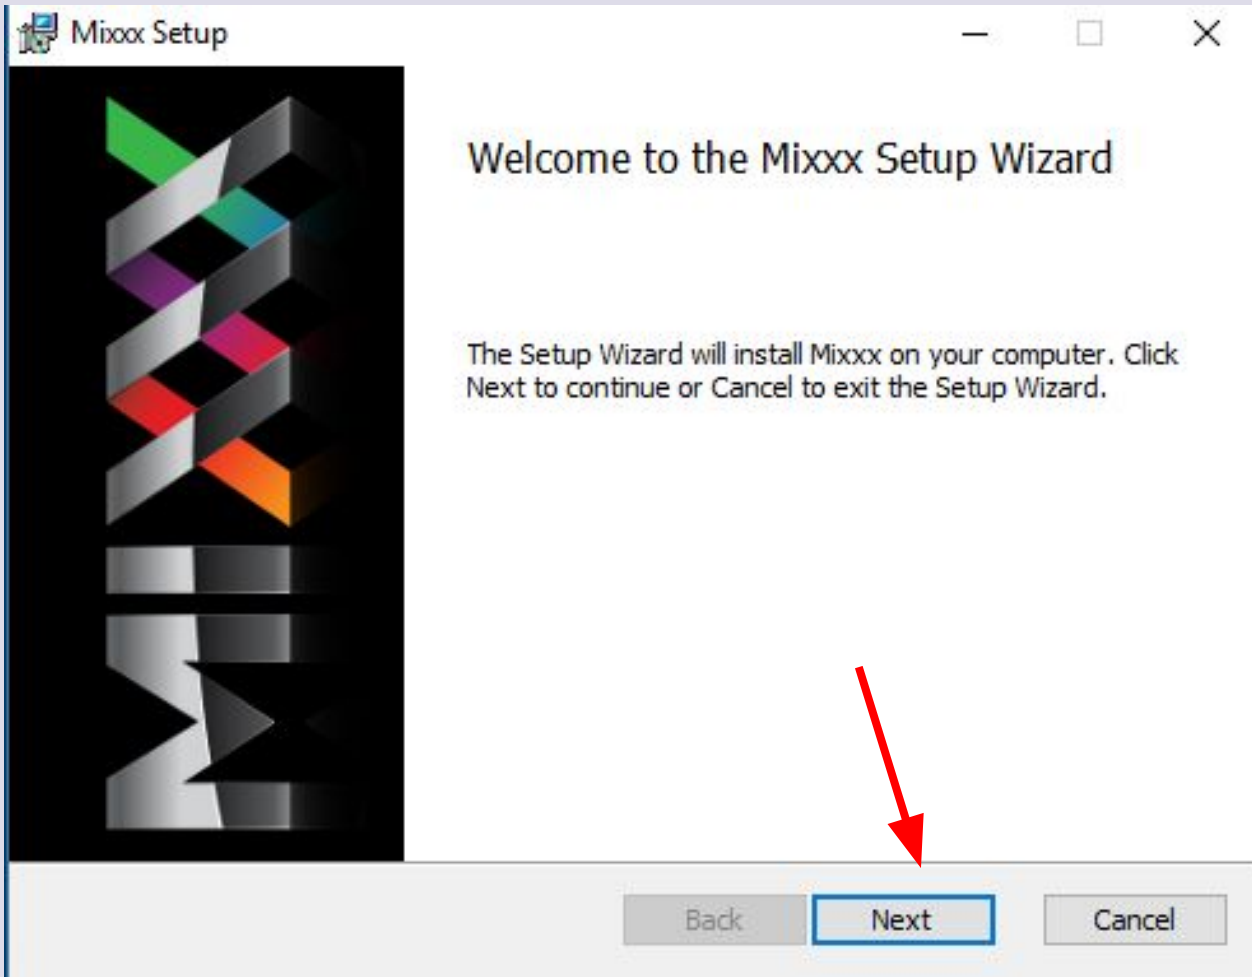 Mixxx Setup
Welcome to the Mixxx Setup Wizard
The Setup Wizard will install Mixxx on your computer. Click
Next to continue or Cancel to exit the Setup Wizard.
MIXXX
Back
Next
Cancel